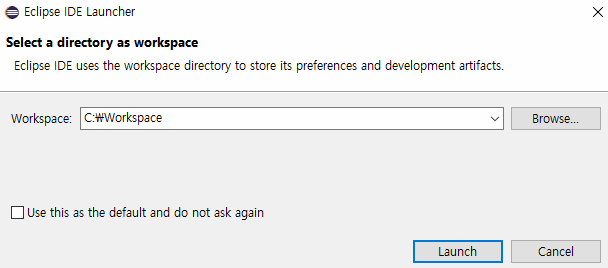 Eclipse IDE Launcher
Select a directory as workspace
Eclipse IDE uses the workspace directory to store its preferences and development artifacts.
Workspace: C:₩Workspace Browse...
Use this as the default and do not ask again
Launch Cancel